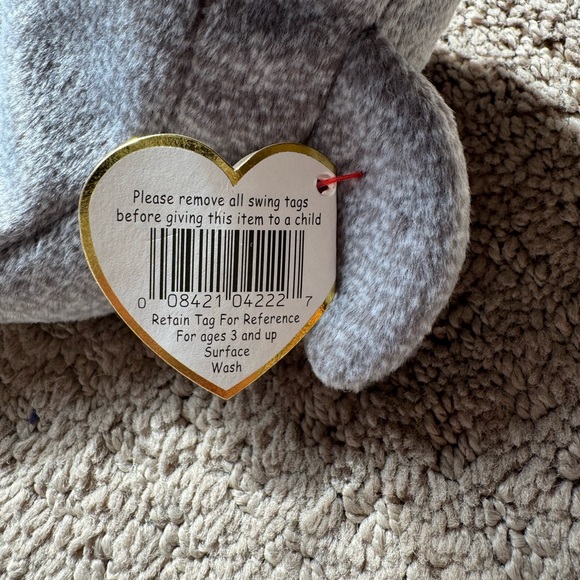 Please remove all swing tags
before giving this item to a child
0 08421 04222 7
Retain Tag For Reference
For ages 3 and up
Surface
Wash